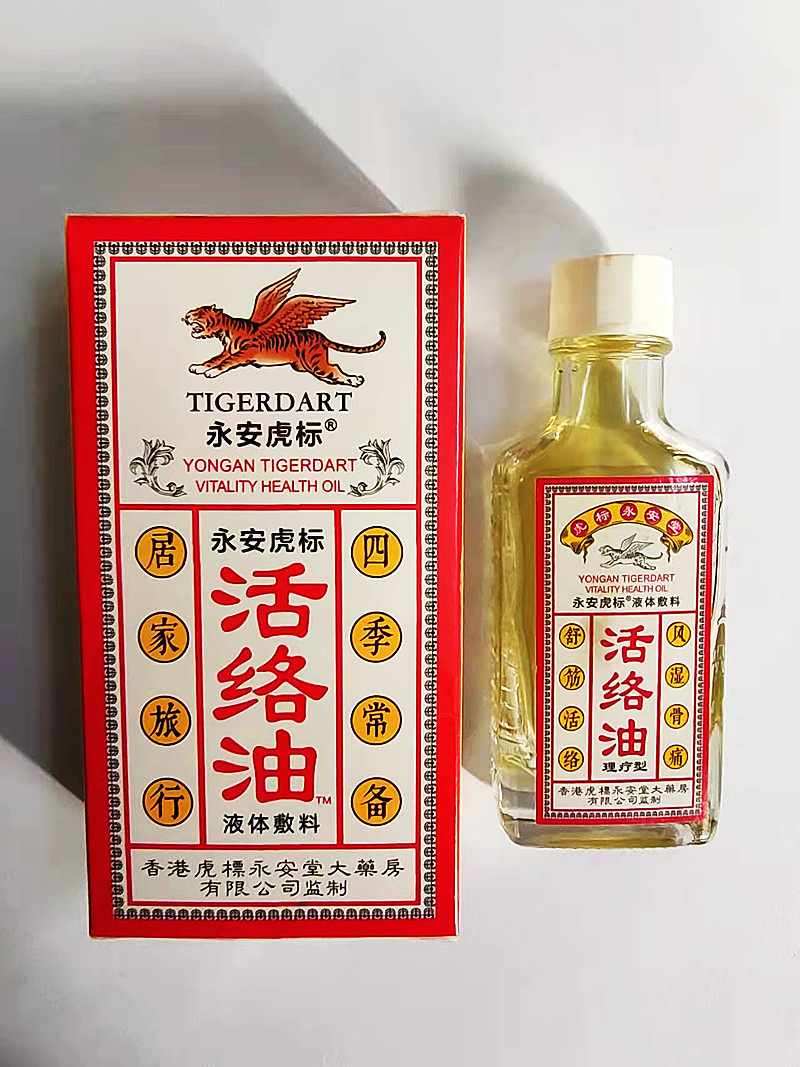 TIGERDART
永安虎标®
YONGAN TIGERDART
VITALITY HEALTH OIL
四季常备
永安虎标
活络油™
液体敷料
居家旅行
香港虎標永安堂大藥房
有限公司监制
虎标永安堂
YONGAN TIGERDART
VITALITY HEALTH OIL
永安虎标®液体敷料
风湿骨痛
活络油
理疗型
舒筋活络
香港虎標永安堂大藥房
有限公司监制